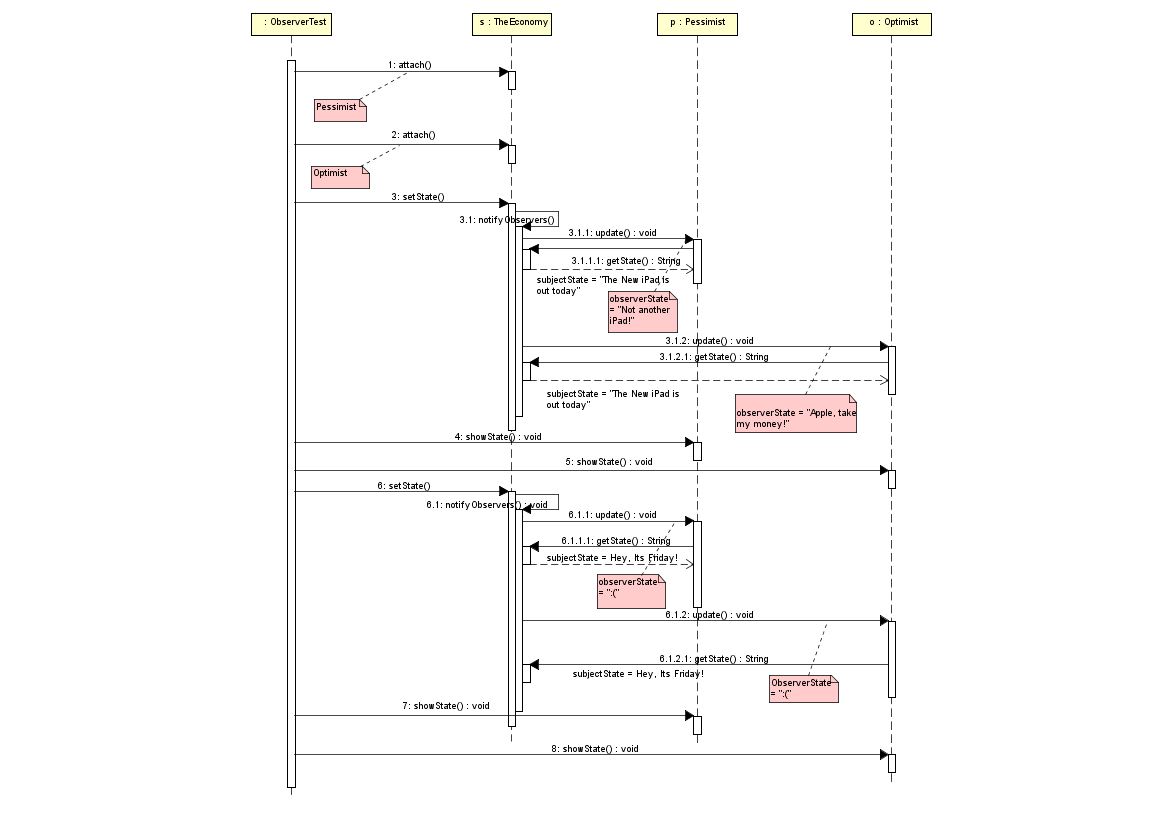 : ObserverTest
s : TheEconomy
p : Pessimist
o : Optimist
1: attach()
Pessimist
2: attach()
Optimist
3: setState()
3.1: notifyObservers()
3.1.1: update() : void
3.1.1.1: getState() : String
subjectState = "The New iPad is
out today"
observerState
= "Not another
iPad!"
3.1.2: update() : void
3.1.2.1: getState() : String
subjectState = "The New iPad is
out today"
observerState = "Apple, take
my money!"
4: showState() : void
5: showState() : void
6: setState()
6.1: notifyObservers() : void
6.1.1: update() : void
6.1.1.1: getState() : String
subjectState = Hey, Its Friday!
observerState
= ":("
6.1.2: update() : void
6.1.2.1: getState() : String
subjectState = Hey, Its Friday!
ObserverState
= ":("
7: showState() : void
8: showState() : void